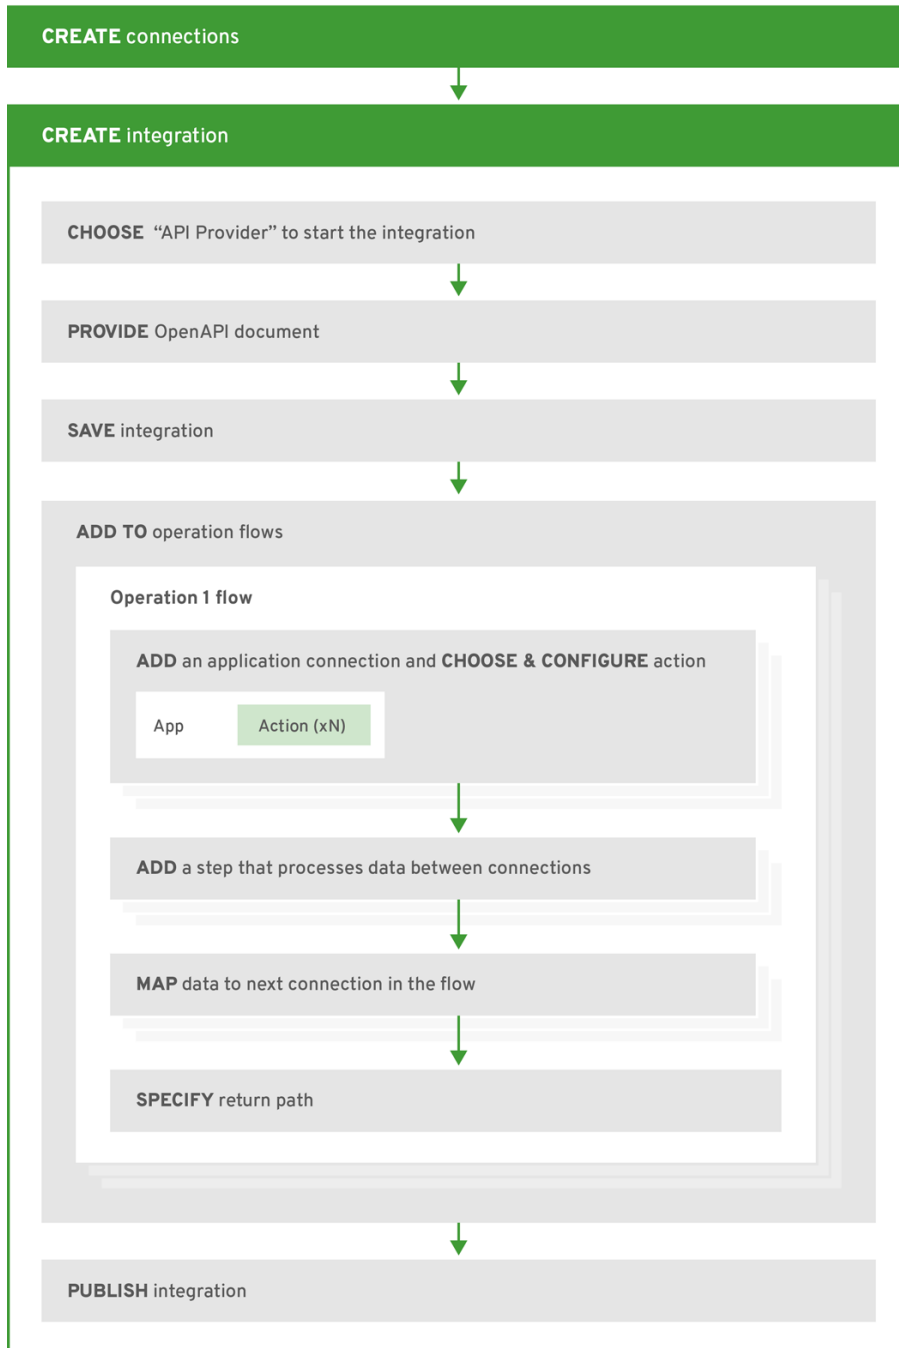 CREATE connections
CREATE integration
CHOOSE “API Provider” to start the integration
PROVIDE OpenAPI document
SAVE integration
ADD TO operation flows
Operation 1 flow
ADD an application connection and CHOOSE & CONFIGURE action
App
Action (xN)
ADD a step that processes data between connections
MAP data to next connection in the flow
SPECIFY return path
PUBLISH integration